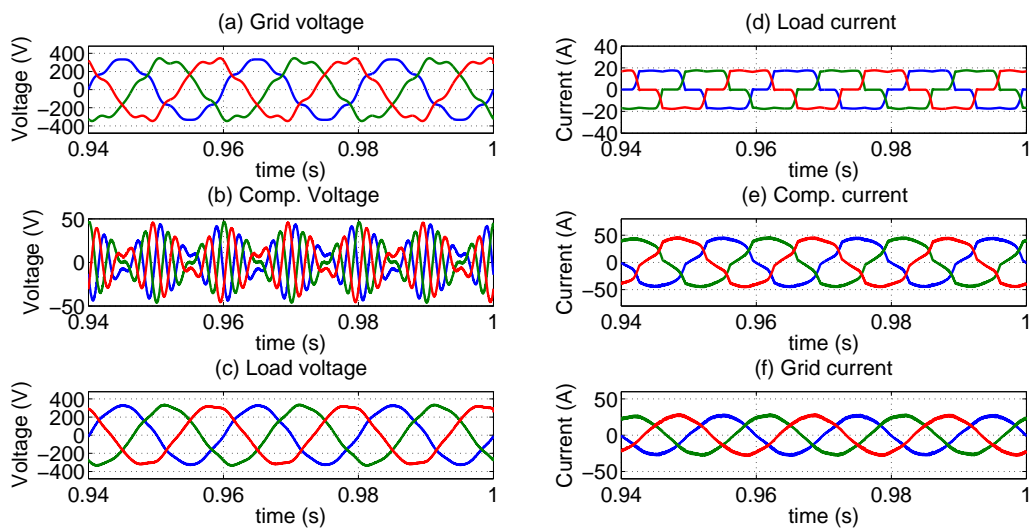 (a) Grid voltage
Voltage (V)
400
200
0
−200
−400
0.94 0.96 0.98 1
time (s)
(b) Comp. Voltage
Voltage (V)
50
0
−50
0.94 0.96 0.98 1
time (s)
(c) Load voltage
Voltage (V)
400
200
0
−200
−400
0.94 0.96 0.98 1
time (s)
(d) Load current
Current (A)
40
20
0
−20
−40
0.94 0.96 0.98 1
time (s)
(e) Comp. current
Current (A)
50
0
−50
0.94 0.96 0.98 1
time (s)
(f) Grid current
Current (A)
50
0
−50
0.94 0.96 0.98 1
time (s)